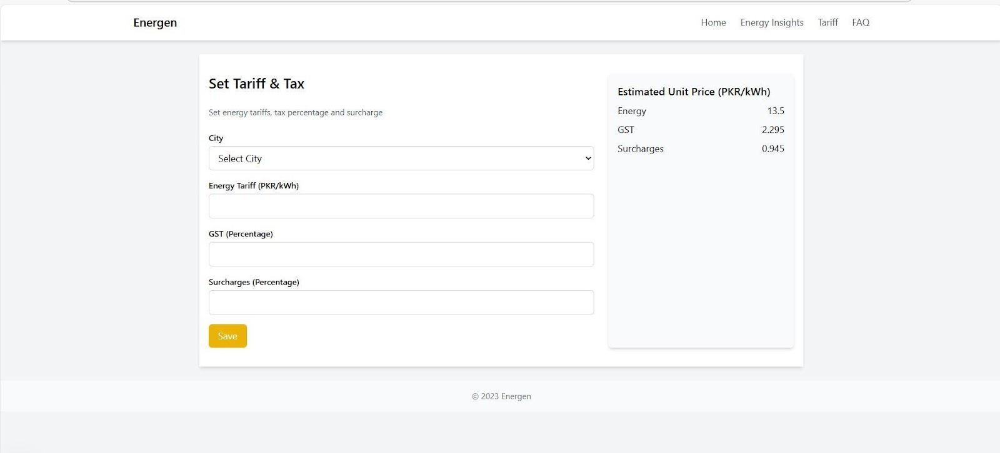 Energen
Home Energy Insights Tariff FAQ
Set Tariff & Tax
Set energy tariffs, tax percentage and surcharge
City
Select City
Energy Tariff (PKR/kWh)
GST (Percentage)
Surcharges (Percentage)
Save
Estimated Unit Price (PKR/kWh)
Energy 13.5
GST 2.295
Surcharges 0.945
© 2023 Energen